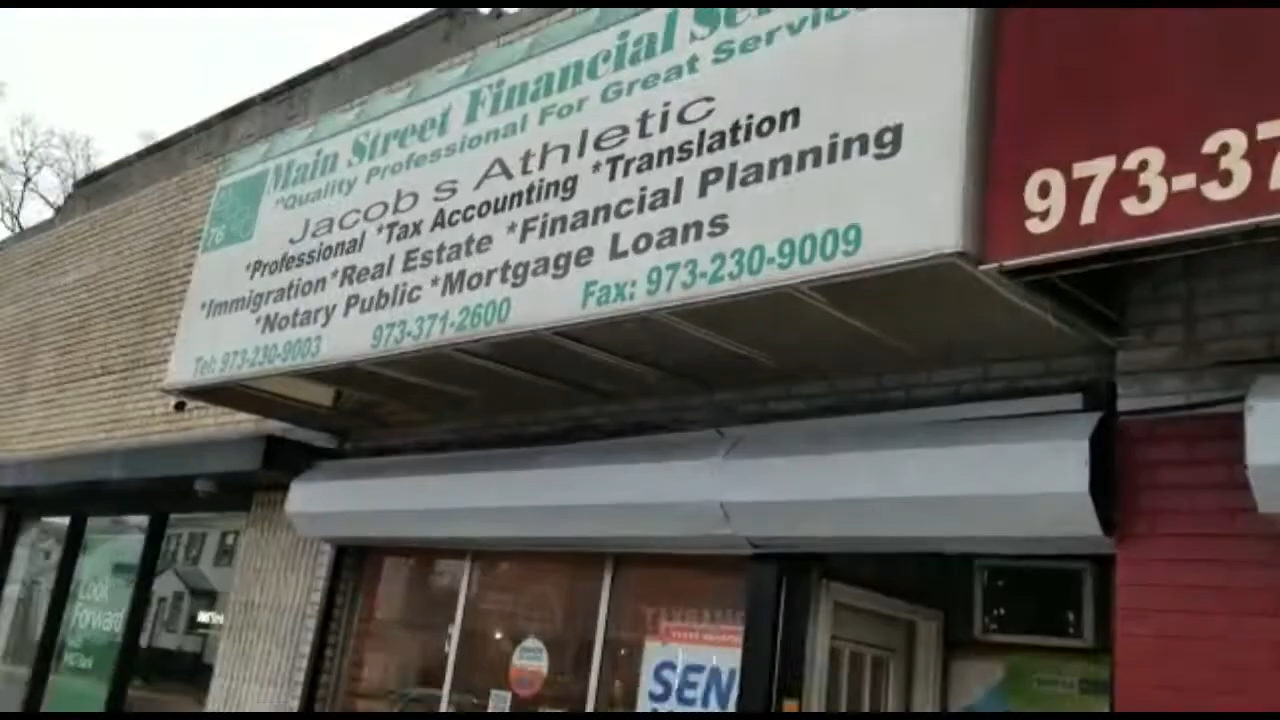 Main Street Financial
"Quality Professional For Great Service
Jacob s Athletic
*Professional *Tax Accounting *Translation
*Immigration *Real Estate *Financial Planning
*Notary Public *Mortgage Loans
Tel: 973-230-9003 973-371-2600 Fax: 973-230-9009
76
973-37
Look
Forward
SEN